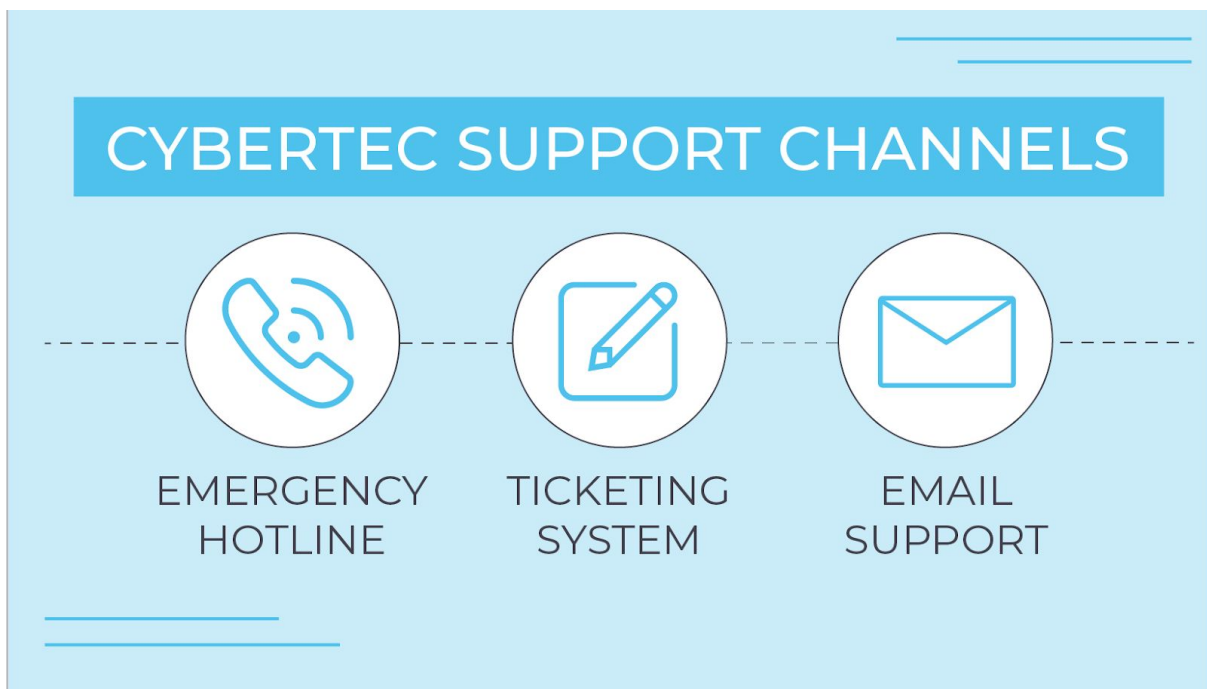 CYBERTEC SUPPORT CHANNELS
EMERGENCY
HOTLINE
TICKETING
SYSTEM
EMAIL
SUPPORT